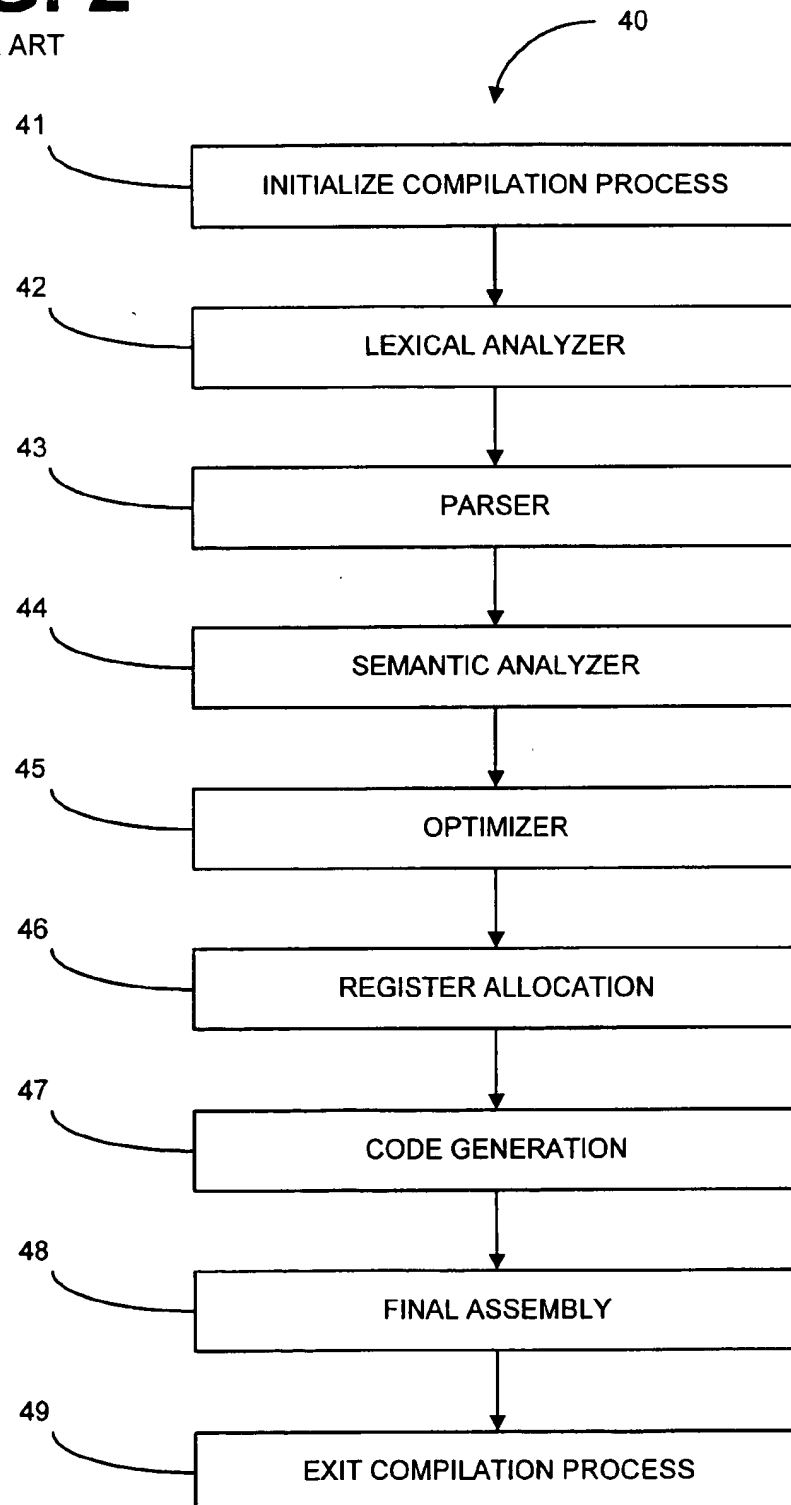 ART
40
41
INITIALIZE COMPILATION PROCESS
42
LEXICAL ANALYZER
43
PARSER
44
SEMANTIC ANALYZER
45
OPTIMIZER
46
REGISTER ALLOCATION
47
CODE GENERATION
48
FINAL ASSEMBLY
49
EXIT COMPILATION PROCESS